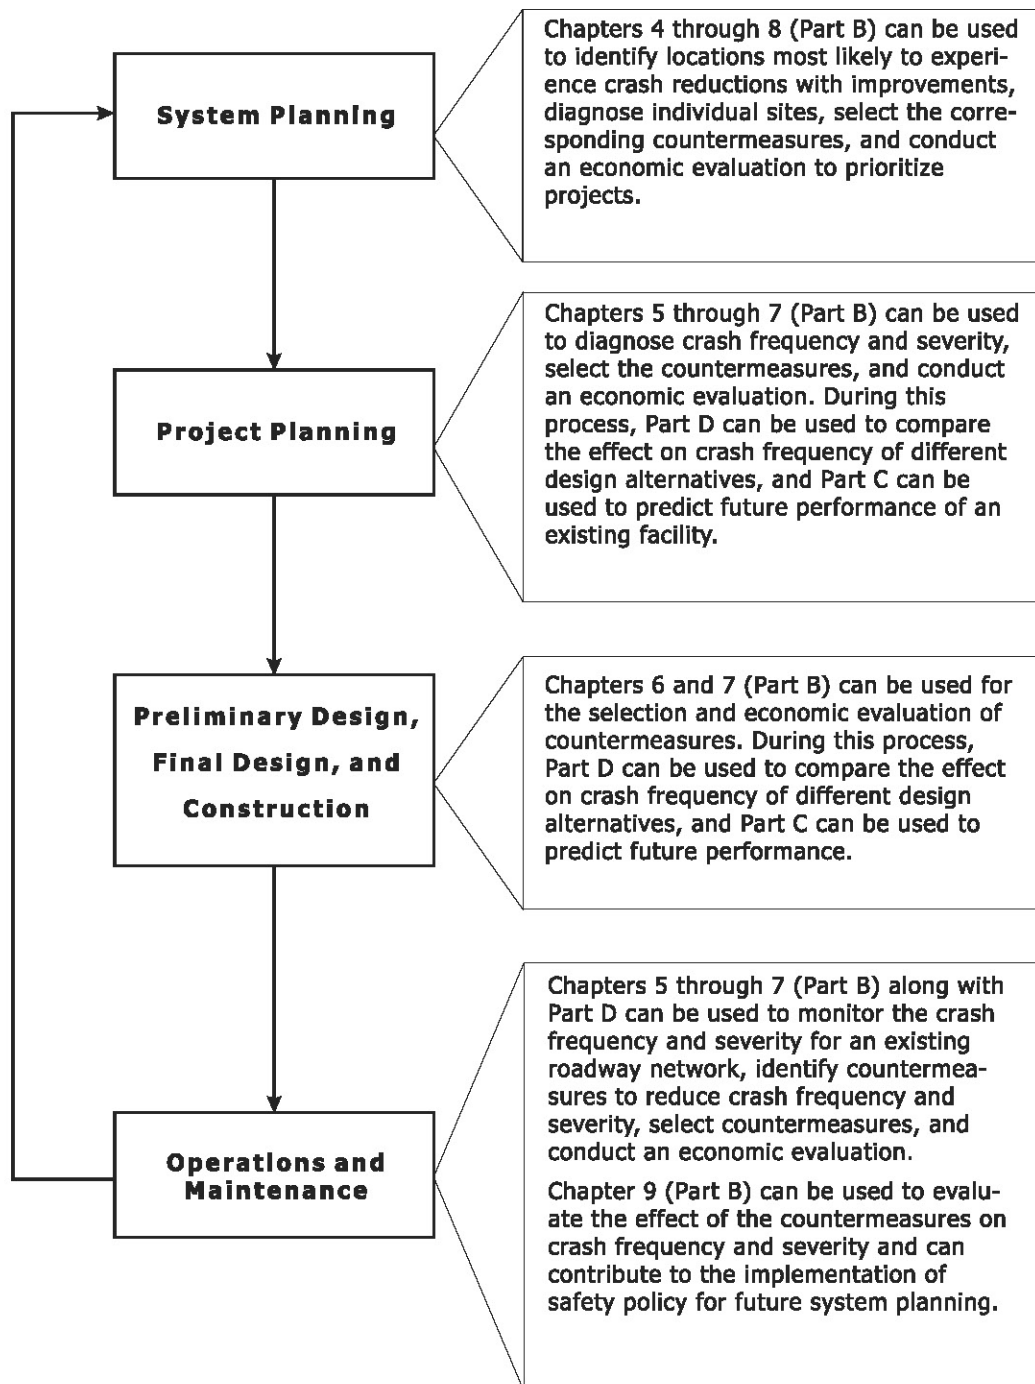 System Planning
Chapters 4 through 8 (Part B) can be used
to identify locations most likely to experi-
ence crash reductions with improvements,
diagnose individual sites, select the corre-
sponding countermeasures, and conduct
an economic evaluation to prioritize
projects.
Project Planning
Chapters 5 through 7 (Part B) can be used
to diagnose crash frequency and severity,
select the countermeasures, and conduct
an economic evaluation. During this
process, Part D can be used to compare
the effect on crash frequency of different
design alternatives, and Part C can be
used to predict future performance of an
existing facility.
Preliminary Design,
Final Design, and
Construction
Chapters 6 and 7 (Part B) can be used for
the selection and economic evaluation of
countermeasures. During this process,
Part D can be used to compare the effect
on crash frequency of different design
alternatives, and Part C can be used to
predict future performance.
Operations and
Maintenance
Chapters 5 through 7 (Part B) along with
Part D can be used to monitor the crash
frequency and severity for an existing
roadway network, identify countermea-
sures to reduce crash frequency and
severity, select countermeasures, and
conduct an economic evaluation.
Chapter 9 (Part B) can be used to evalu-
ate the effect of the countermeasures on
crash frequency and severity and can
contribute to the implementation of
safety policy for future system planning.